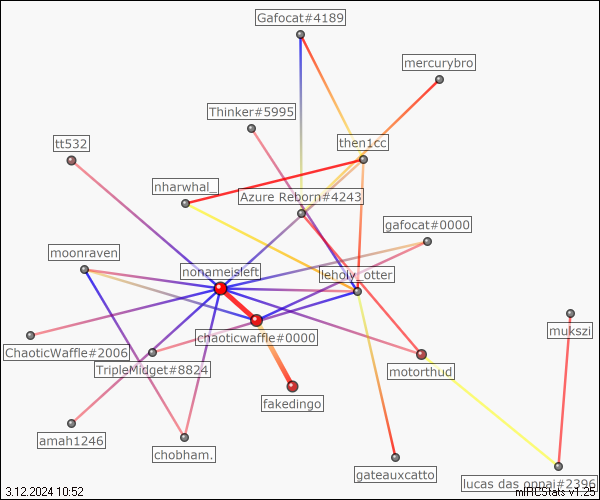 Gafocat#4189
mercurybro
Thinker#5995
tt532
then1cc
nharwhal_
Azure Reborn#4243
gafocat#0000
moonraven
nonameisleft
leholy_otter
chaoticwaffle#0000
mukszi
ChaoticWaffle#2006
TripleMidget#8824
motorthud
fakedingo
amah1246
chobham.
gateauxcatto
lucas das oppai#2396
3.12.2024 10:52
mIRCStats v1.25